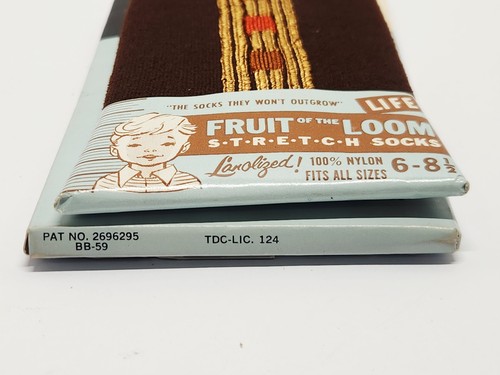 "THE SOCKS THEY WON'T OUTGROW"
LIFE
FRUIT OF THE LOOM
S·T·R·E·T·C·H SOCKS
Lanolized! 100% NYLON 6-8½
FITS ALL SIZES
PAT NO. 2696295
BB-59
TDC-LIC. 124